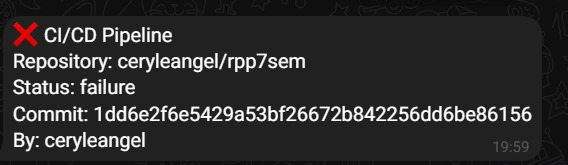 ❌ CI/CD Pipeline
Repository: ceryleangel/rpp7sem
Status: failure
Commit: 1dd6e2f6e5429a53bf26672b842256dd6be86156
By: ceryleangel
19:59